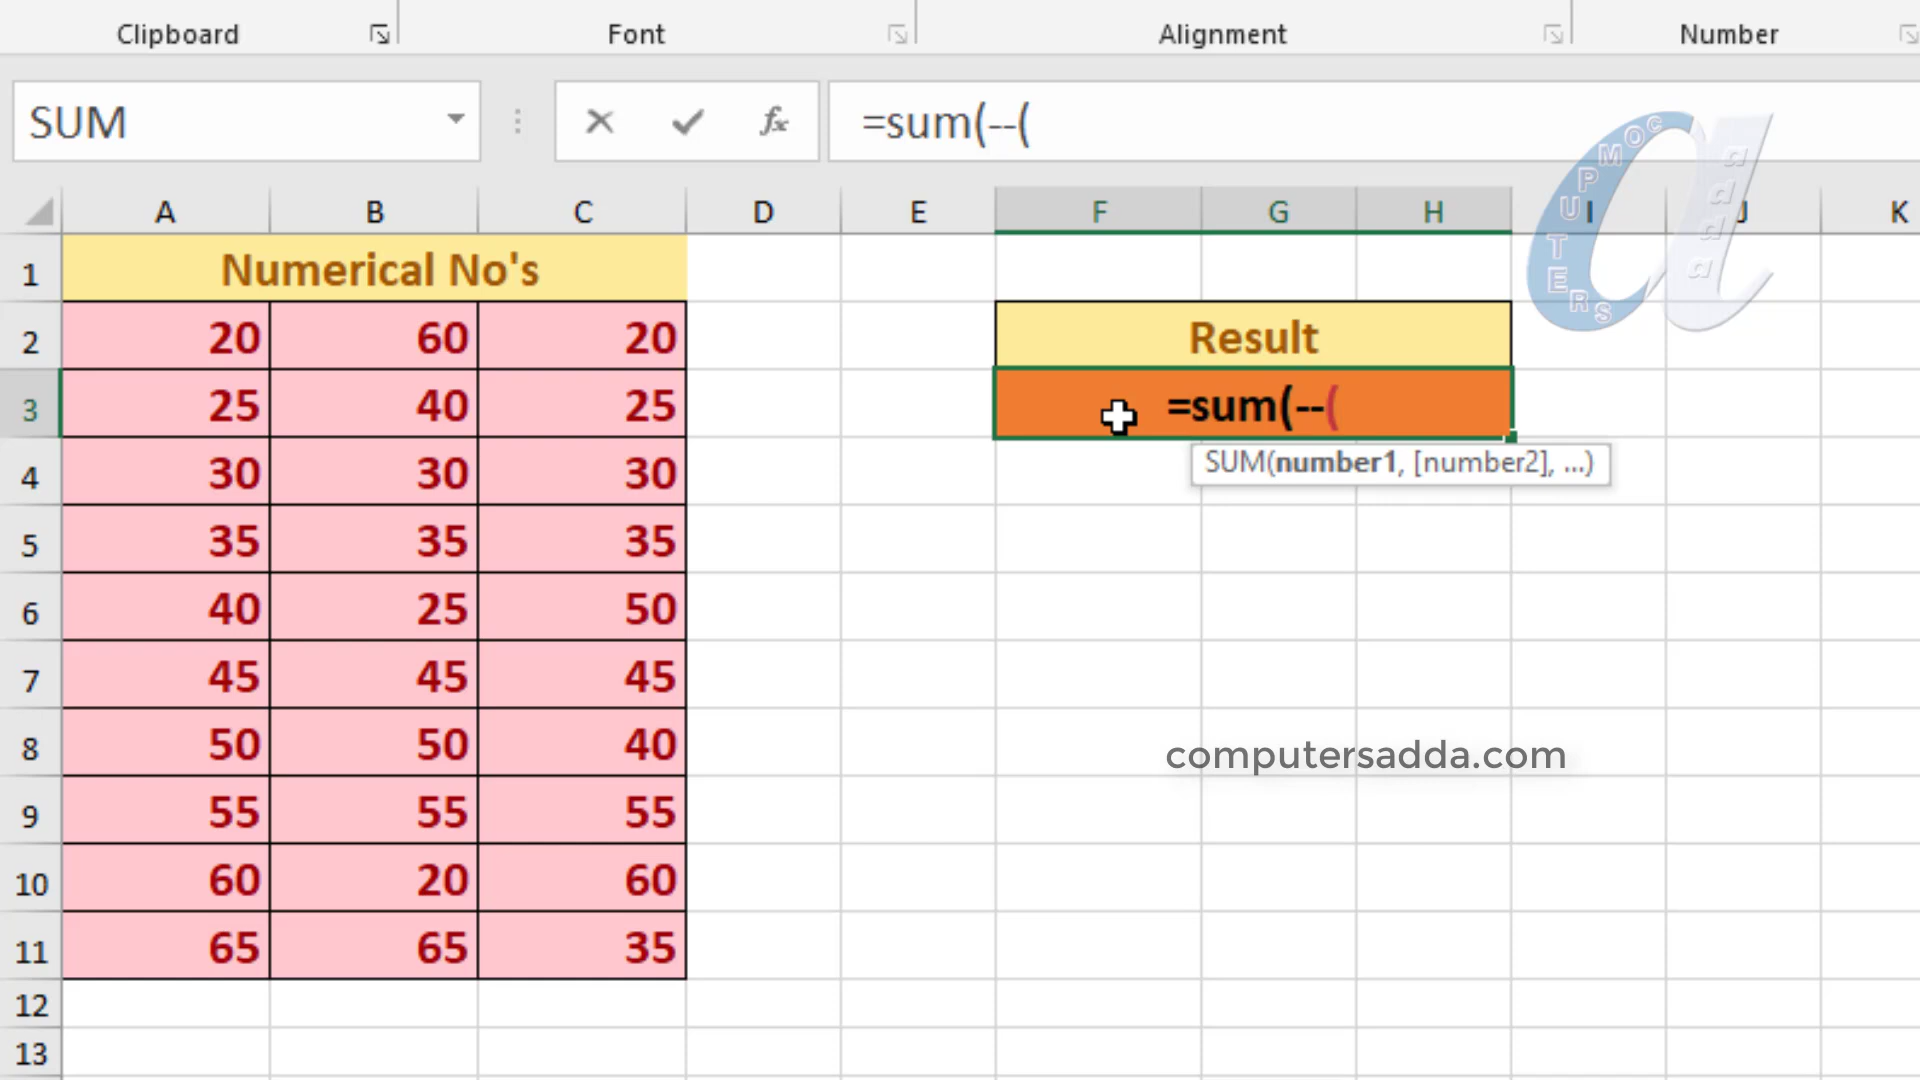 Clipboard Font Alignment Number
SUM =sum(--(
A B C D E F G H I J K
1 Numerical No's
2 20 60 20 Result
3 25 40 25 =sum(--(
SUM(number1, [number2], ...)
4 30 30 30
5 35 35 35
6 40 25 50
7 45 45 45
8 50 50 40
computersadda.com
9 55 55 55
10 60 20 60
11 65 65 35
12
13
COMPUTERS
adda